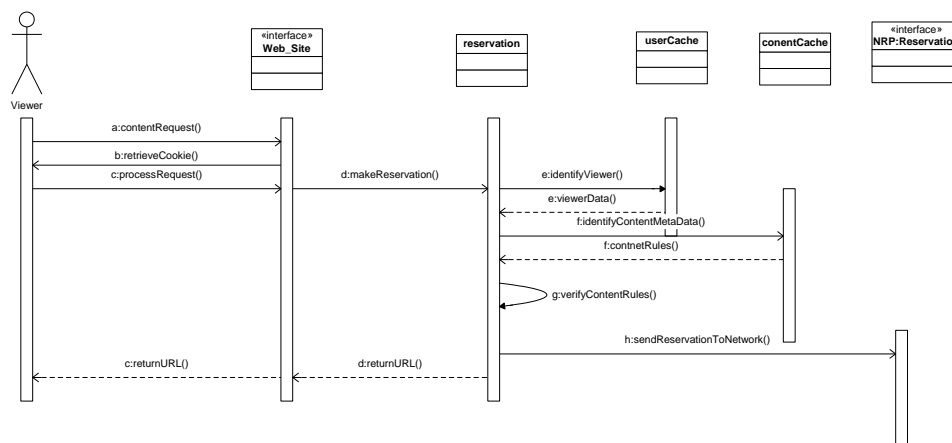 «interface»
Web_Site
reservation
userCache
conentCache
«interface»
NRP:Reservatio
Viewer
a:contentRequest()
b:retrieveCookie()
c:processRequest()
d:makeReservation()
e:identifyViewer()
e:viewerData()
f:identifyContentMetaData()
f:contnetRules()
g:verifyContentRules()
h:sendReservationToNetwork()
c:returnURL()
d:returnURL()